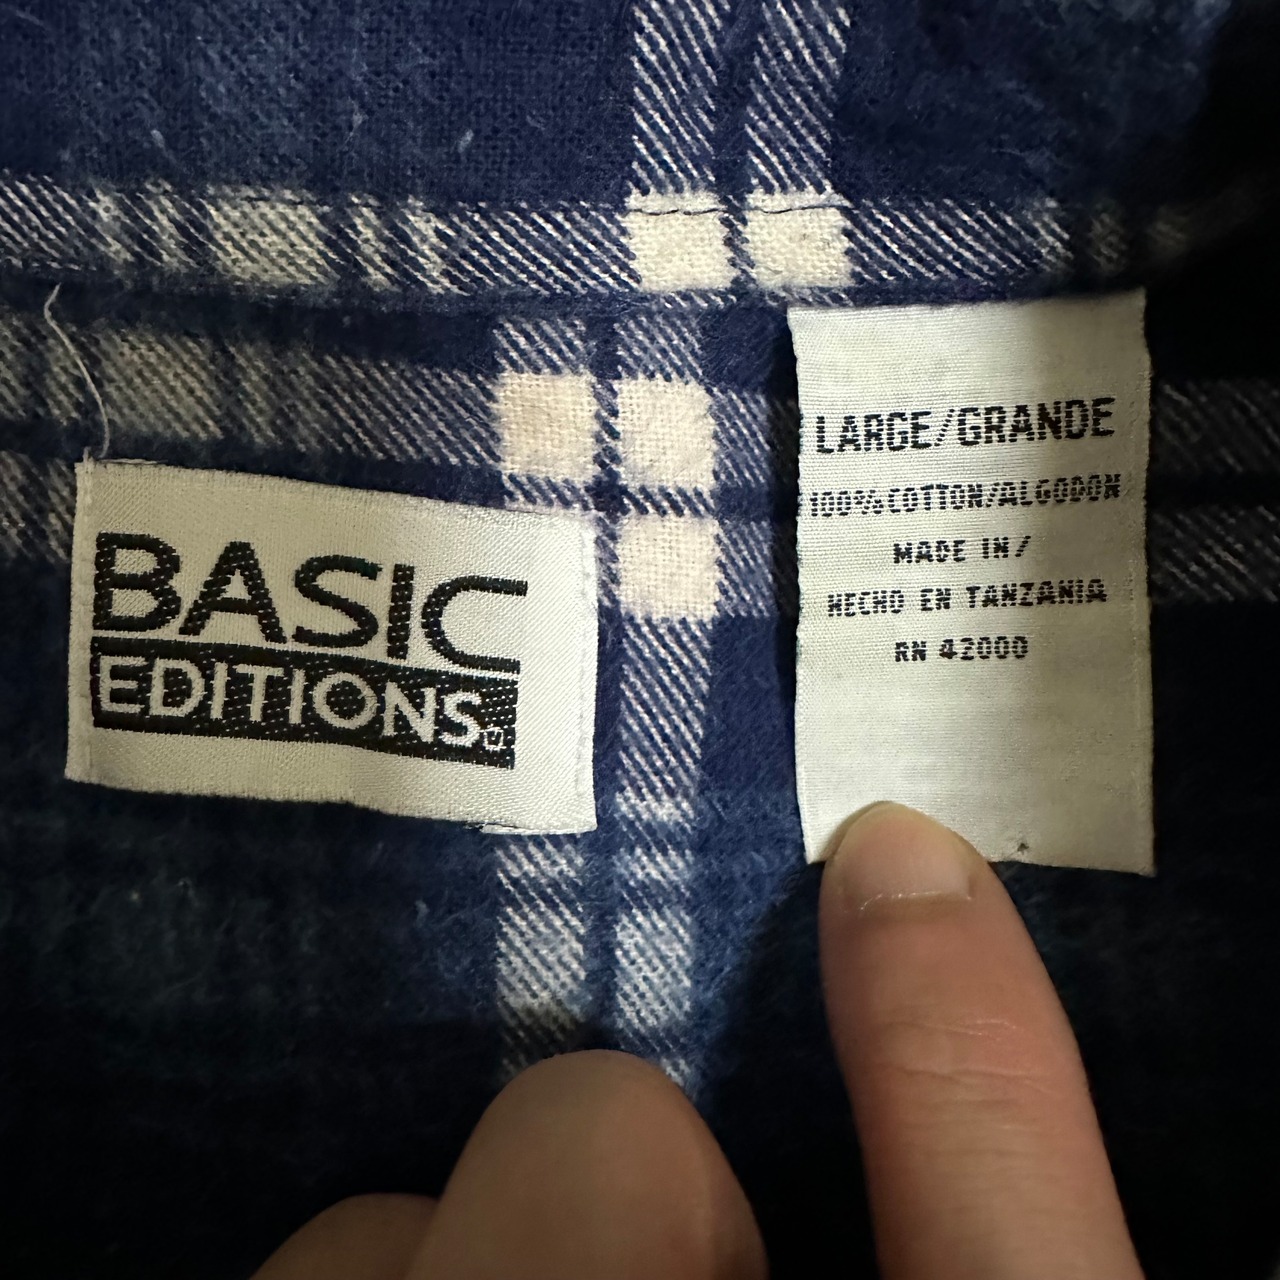 BASIC
EDITIONS
LARGE/GRANDE
100%COTTON/ALGODON
MADE IN/
HECHO EN TANZANIA
RN 42000